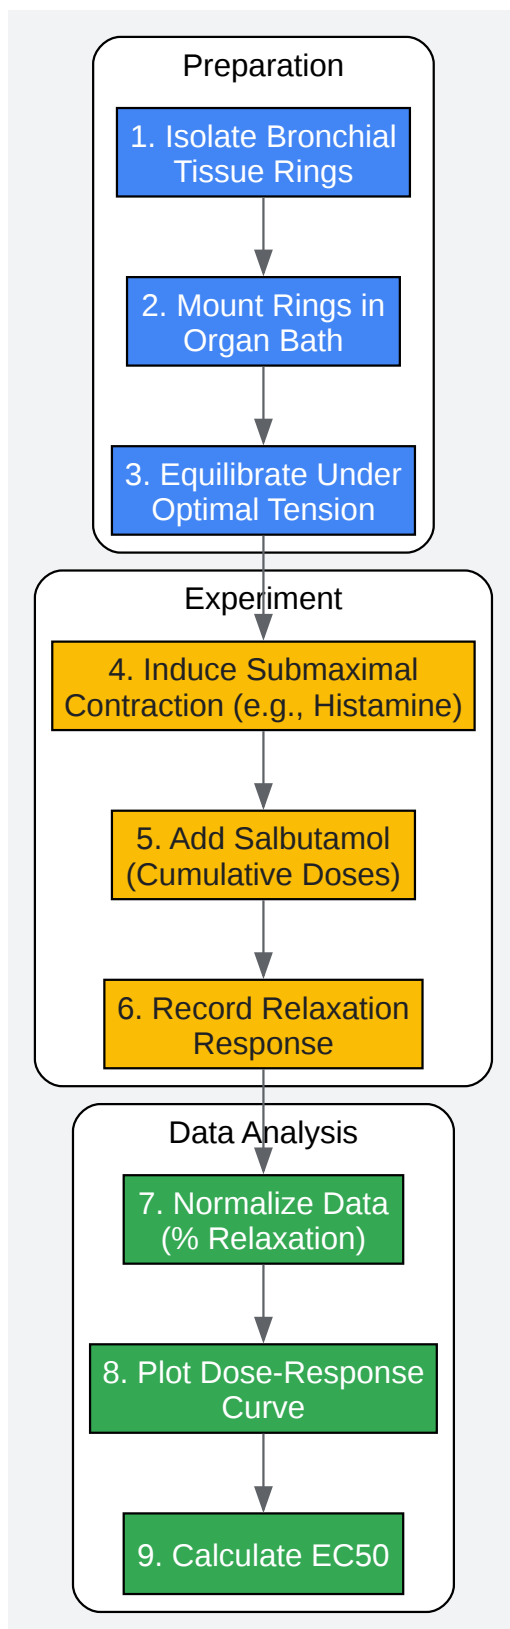 Preparation
1. Isolate Bronchial
Tissue Rings
2. Mount Rings in
Organ Bath
3. Equilibrate Under
Optimal Tension
Experiment
4. Induce Submaximal
Contraction (e.g., Histamine)
5. Add Salbutamol
(Cumulative Doses)
6. Record Relaxation
Response
Data Analysis
7. Normalize Data
(% Relaxation)
8. Plot Dose-Response
Curve
9. Calculate EC50